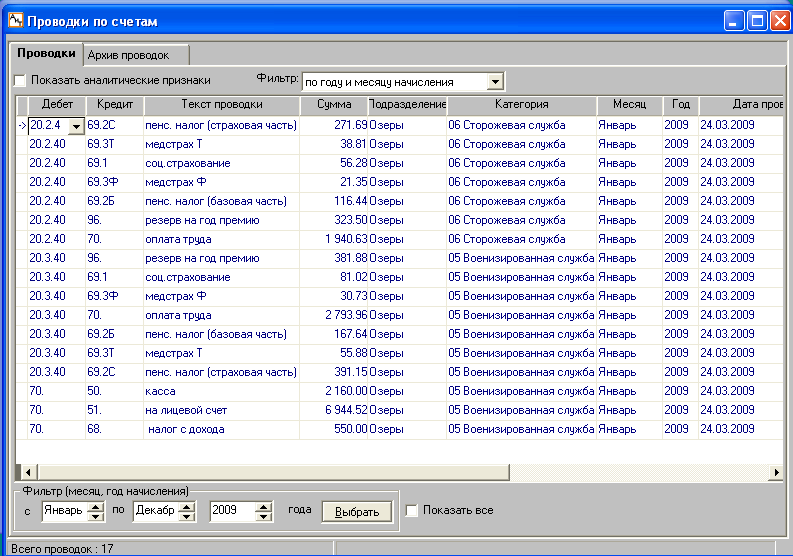 Проводки по счетам
Проводки Архив проводок
Показать аналитические признаки Фильтр: по году и месяцу начисления
Дебет Кредит Текст проводки Сумма Подразделение Категория Месяц Год Дата пров
20.2.4 69.2С пенс. налог (страховая часть) 271.69 Озеры 06 Сторожевая служба Январь 2009 24.03.2009
20.2.40 69.3Т медстрах Т 38.81 Озеры 06 Сторожевая служба Январь 2009 24.03.2009
20.2.40 69.1 соц.страхование 56.28 Озеры 06 Сторожевая служба Январь 2009 24.03.2009
20.2.40 69.3Ф медстрах Ф 21.35 Озеры 06 Сторожевая служба Январь 2009 24.03.2009
20.2.40 69.2Б пенс. налог (базовая часть) 116.44 Озеры 06 Сторожевая служба Январь 2009 24.03.2009
20.2.40 96. резерв на год премию 323.50 Озеры 06 Сторожевая служба Январь 2009 24.03.2009
20.2.40 70. оплата труда 1 940.63 Озеры 06 Сторожевая служба Январь 2009 24.03.2009
20.3.40 96. резерв на год премию 381.88 Озеры 05 Военизированная служба Январь 2009 24.03.2009
20.3.40 69.1 соц.страхование 81.02 Озеры 05 Военизированная служба Январь 2009 24.03.2009
20.3.40 69.3Ф медстрах Ф 30.73 Озеры 05 Военизированная служба Январь 2009 24.03.2009
20.3.40 70. оплата труда 2 793.96 Озеры 05 Военизированная служба Январь 2009 24.03.2009
20.3.40 69.2Б пенс. налог (базовая часть) 167.64 Озеры 05 Военизированная служба Январь 2009 24.03.2009
20.3.40 69.3Т медстрах Т 55.88 Озеры 05 Военизированная служба Январь 2009 24.03.2009
20.3.40 69.2С пенс. налог (страховая часть) 391.15 Озеры 05 Военизированная служба Январь 2009 24.03.2009
70. 50. касса 2 160.00 Озеры 05 Военизированная служба Январь 2009 24.03.2009
70. 51. на лицевой счет 6 944.52 Озеры 05 Военизированная служба Январь 2009 24.03.2009
70. 68. налог с дохода 550.00 Озеры 05 Военизированная служба Январь 2009 24.03.2009
Фильтр (месяц, год начисления)
с Январь по Декабр 2009 года Выбрать Показать все
Всего проводок : 17